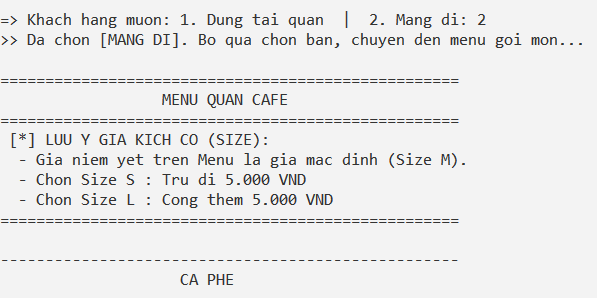 => Khach hang muon: 1. Dung tai quan  |  2. Mang di: 2
>> Da chon [MANG DI]. Bo qua chon ban, chuyen den menu goi mon...
===================================================
MENU QUAN CAFE
===================================================
[*] LUU Y GIA KICH CO (SIZE):
- Gia niem yet tren Menu la gia mac dinh (Size M).
- Chon Size S : Tru di 5.000 VND
- Chon Size L : Cong them 5.000 VND
===================================================
---------------------------------------------------
CA PHE